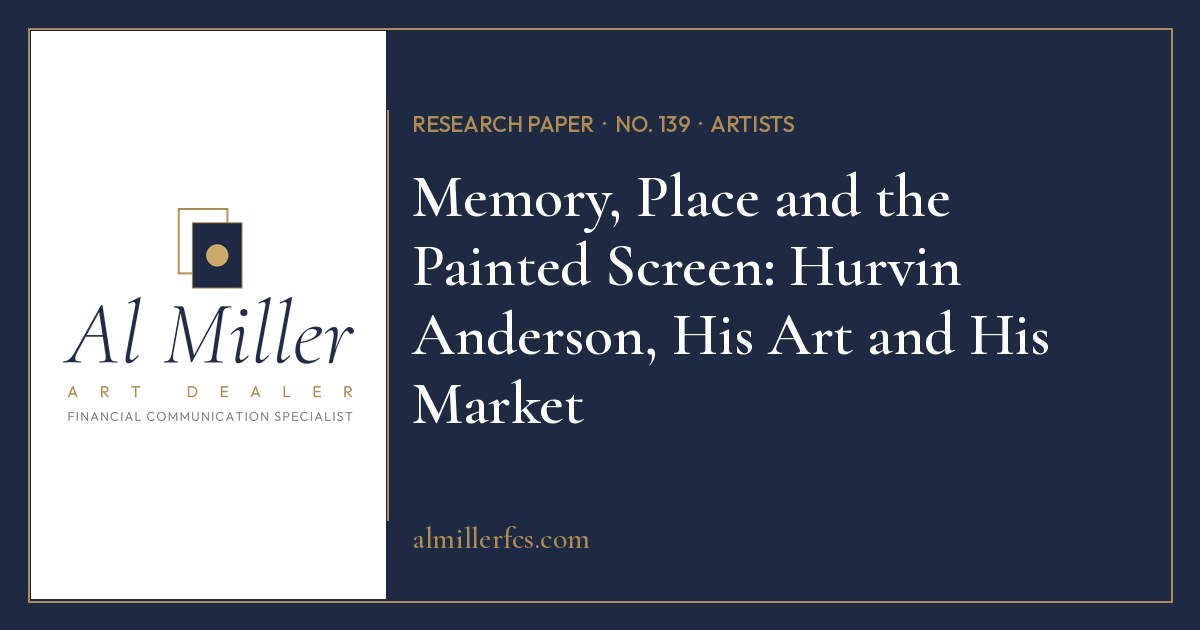 Al Miller
ART DEALER
FINANCIAL COMMUNICATION SPECIALIST
RESEARCH PAPER · NO. 139 · ARTISTS
Memory, Place and the
Painted Screen: Hurvin
Anderson, His Art and His
Market
almillerfcs.com